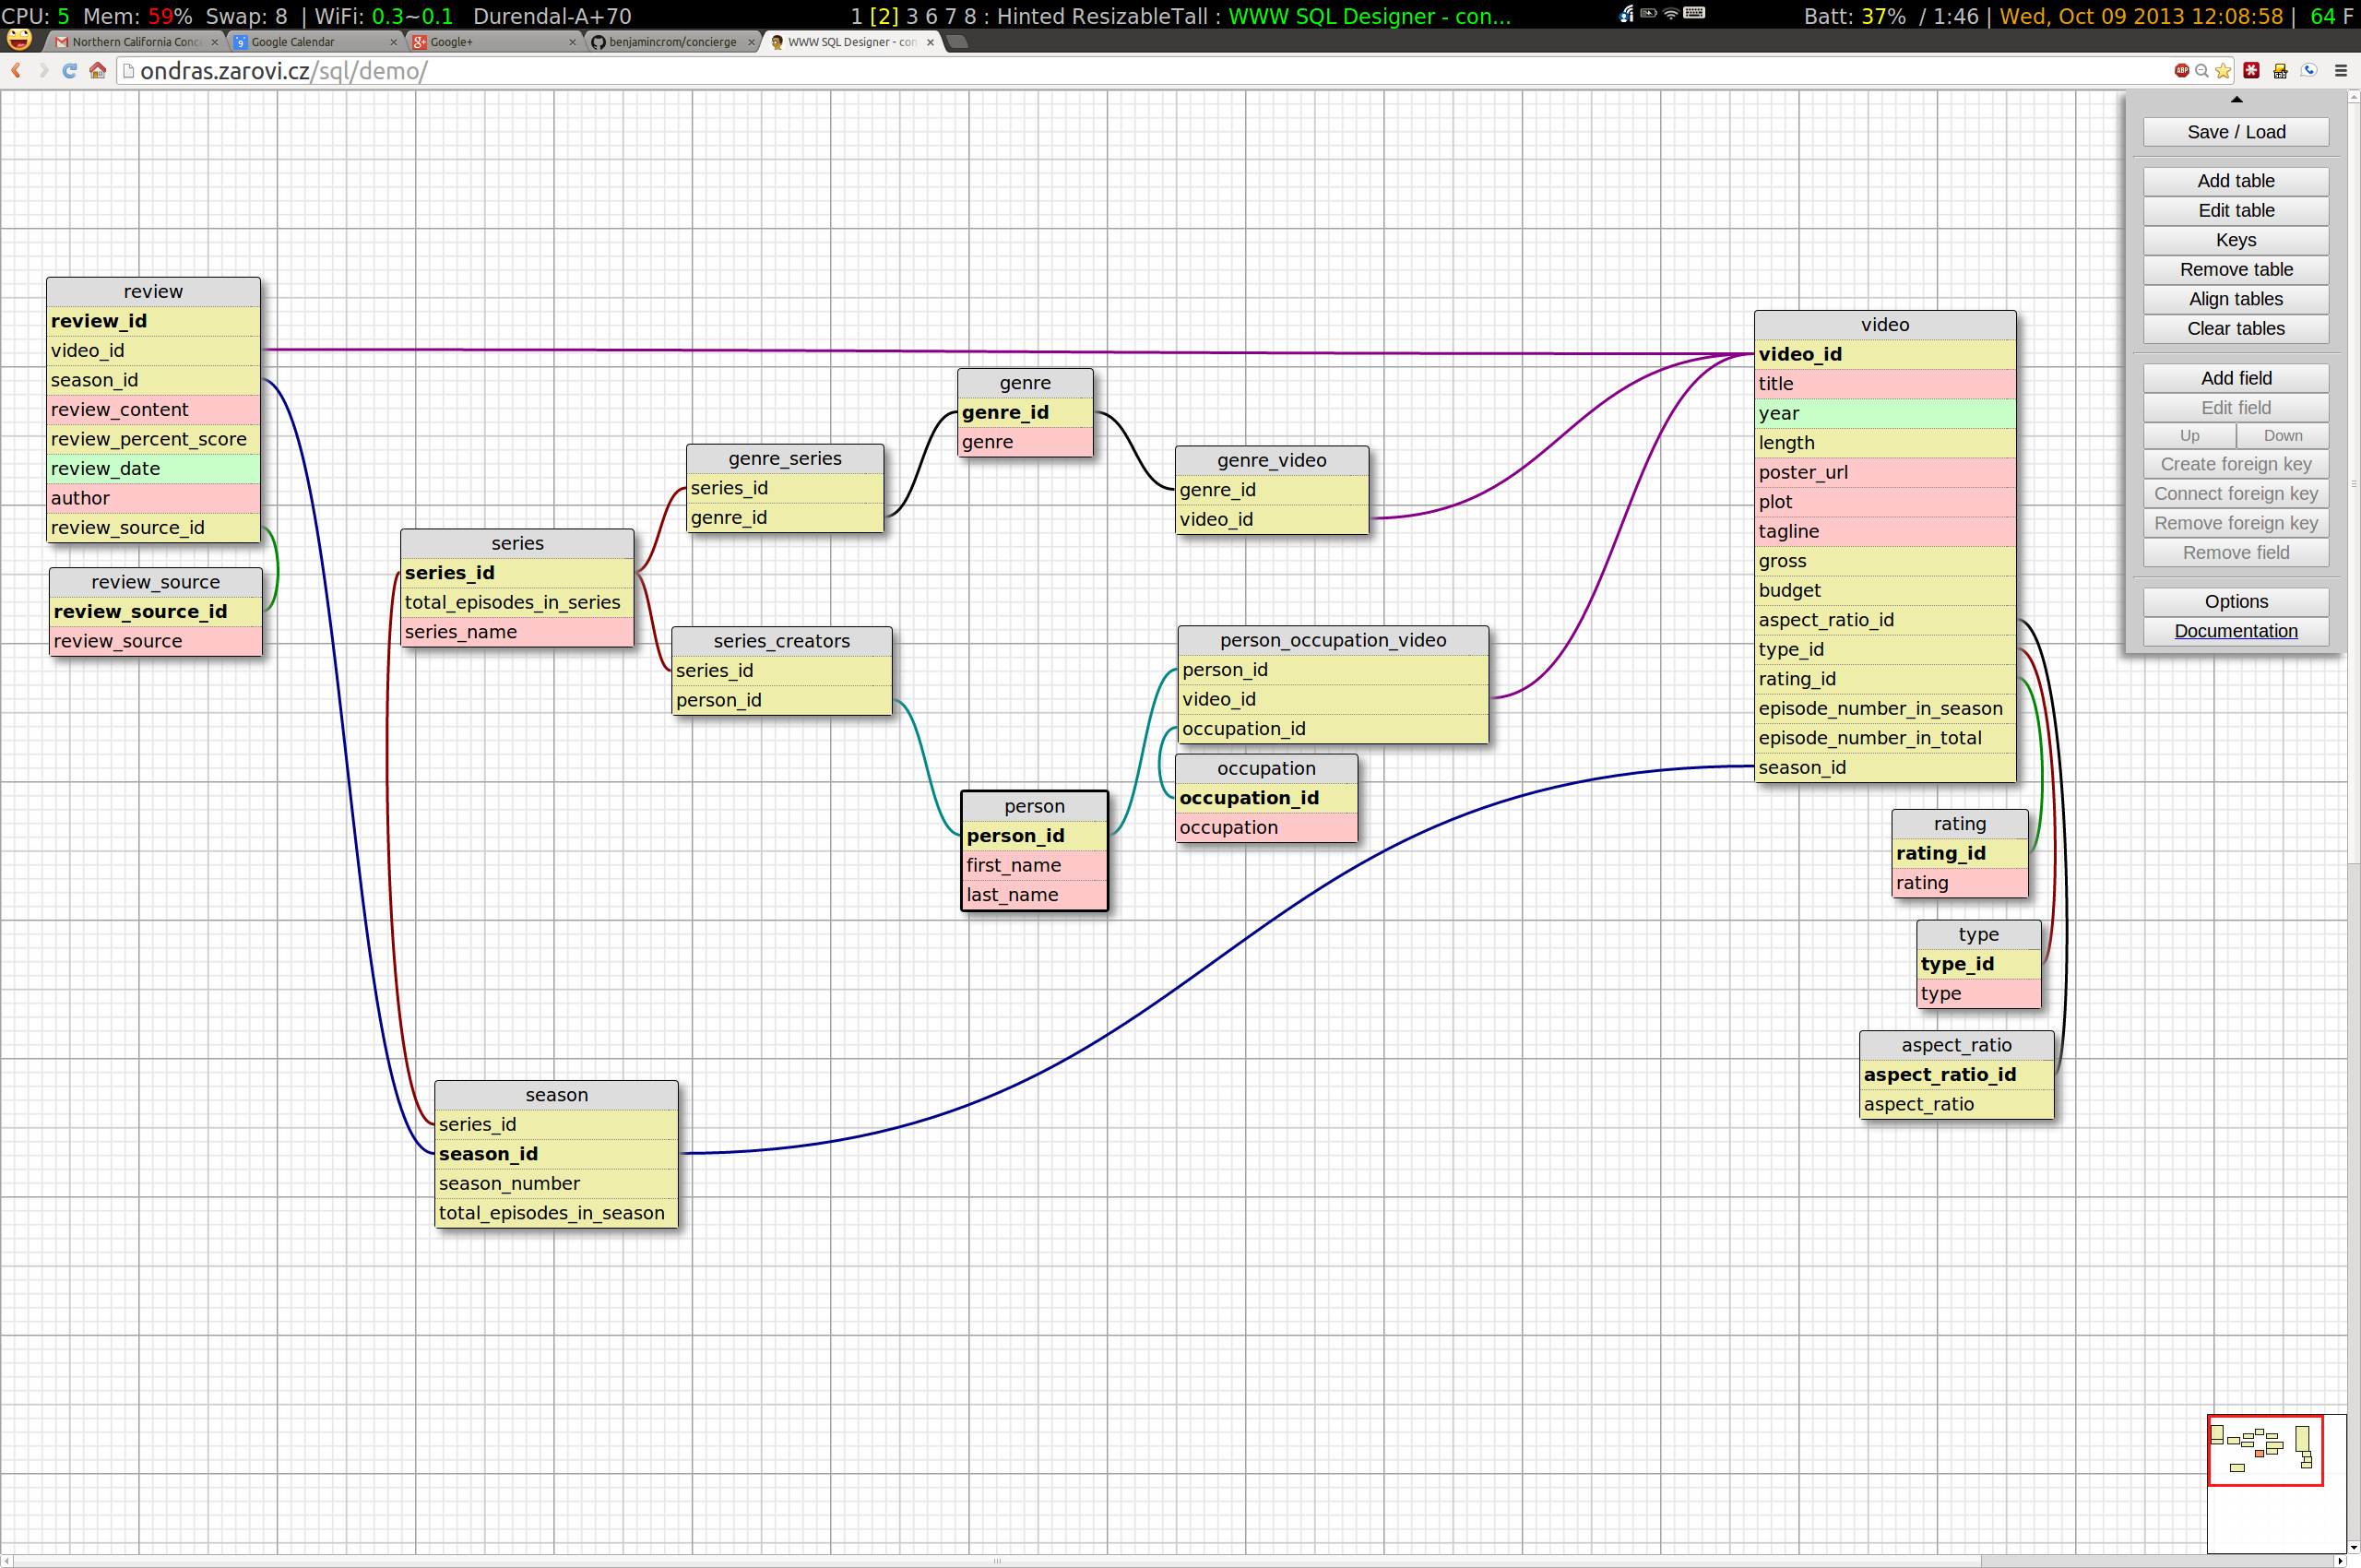 CPU: 5 Mem: 59% Swap: 8 | WiFi: 0.3~0.1 Durendal-A+70
1 [2] 3 6 7 8 : Hinted ResizableTall : WWW SQL Designer - con...
Batt: 37% / 1:46 | Wed, Oct 09 2013 12:08:58 | 64 F
Northern California Conc
Google Calendar
Google+
benjamincrom/concierge
WWW SQL Designer - con
ondras.zarovi.cz/sql/demo/
ABP
review
review_id
video_id
season_id
review_content
review_percent_score
review_date
author
review_source_id
review_source
review_source_id
review_source
series
series_id
total_episodes_in_series
series_name
genre_series
series_id
genre_id
series_creators
series_id
person_id
genre
genre_id
genre
genre_video
genre_id
video_id
person_occupation_video
person_id
video_id
occupation_id
occupation
occupation_id
occupation
person
person_id
first_name
last_name
season
series_id
season_id
season_number
total_episodes_in_season
video
video_id
title
year
length
poster_url
plot
tagline
gross
budget
aspect_ratio_id
type_id
rating_id
episode_number_in_season
episode_number_in_total
season_id
rating
rating_id
rating
type
type_id
type
aspect_ratio
aspect_ratio_id
aspect_ratio
Save / Load
Add table
Edit table
Keys
Remove table
Align tables
Clear tables
Add field
Edit field
Up Down
Create foreign key
Connect foreign key
Remove foreign key
Remove field
Options
Documentation